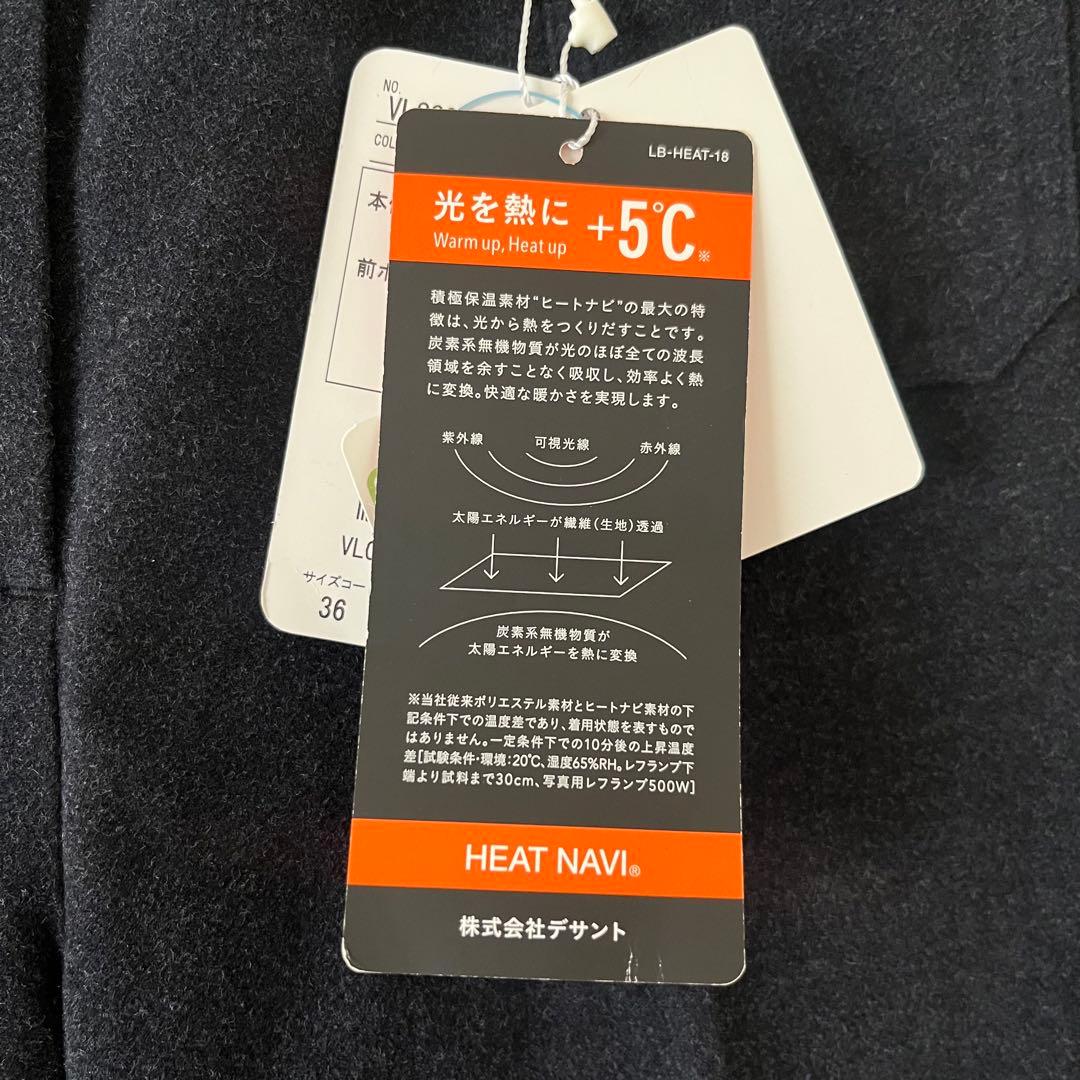 NO.
COL
本
前ポ
サイズコー
36
LB-HEAT-18
光を熱に
+5℃※
Warm up, Heat up
積極保温素材“ヒートナビ”の最大の特
徴は、光から熱をつくりだすことです。
炭素系無機物質が光のほぼ全ての波長
領域を余すことなく吸収し、効率よく熱
に変換。快適な暖かさを実現します。
紫外線
可視光線
赤外線
太陽エネルギーが繊維(生地)透過
炭素系無機物質が
太陽エネルギーを熱に変換
※当社従来ポリエステル素材とヒートナビ素材の下
記条件下での温度差であり、着用状態を表すもので
はありません。一定条件下での10分後の上昇温度
差[試験条件・環境:20℃、湿度65%RH。レフランプ下
端より試料まで30cm、写真用レフランプ500W]
HEAT NAVI®
株式会社デサント